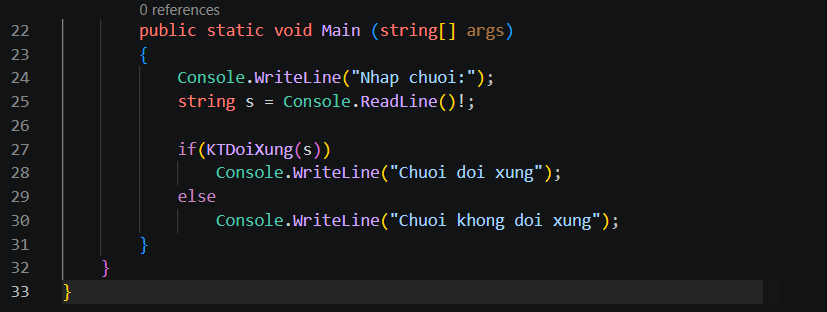 0 references
22 public static void Main (string[] args)
23 {
24 Console.WriteLine("Nhap chuoi:");
25 string s = Console.ReadLine()!;
26
27 if(KTDoiXung(s))
28 Console.WriteLine("Chuoi doi xung");
29 else
30 Console.WriteLine("Chuoi khong doi xung");
31 }
32 }
33 }